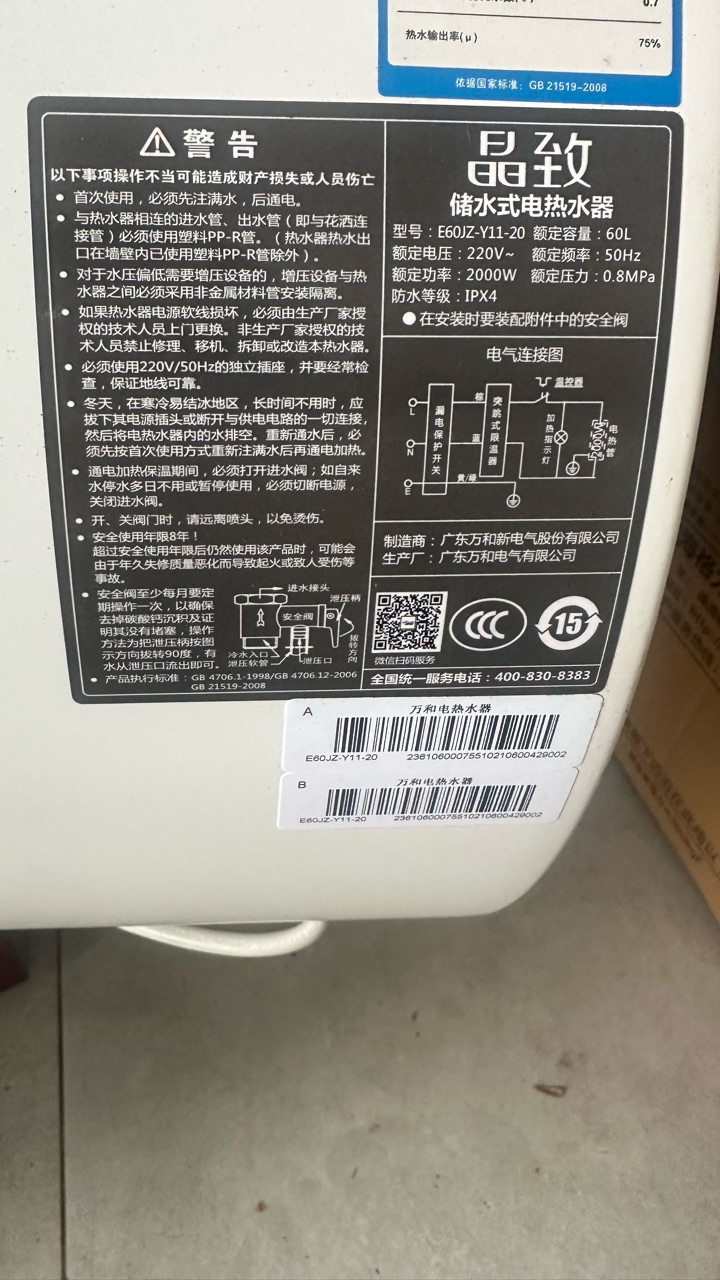 0.7
热水输出率(μ) 75%
依据国家标准：GB 21519-2008
警告
以下事项操作不当可能造成财产损失或人员伤亡
● 首次使用，必须先注满水，后通电。
● 与热水器相连的进水管、出水管（即与花洒连
接管）必须使用塑料PP-R管。（热水器热水出
口在墙壁内已使用塑料PP-R管除外）。
● 对于水压偏低需要增压设备的，增压设备与热
水器之间必须采用非金属材料管安装隔离。
● 如果热水器电源软线损坏，必须由生产厂家授
权的技术人员上门更换。非生产厂家授权的技
术人员禁止修理、移机、拆卸或改造本热水器。
● 必须使用220V/50Hz的独立插座，并要经常检
查，保证地线可靠。
● 冬天，在寒冷易结冰地区，长时间不用时，应
拔下其电源插头或断开与供电电路的一切连接，
然后将电热水器内的水排空。重新通水后，必
须先按首次使用方式重新注满水后再通电加热。
● 通电加热保温期间，必须打开进水阀；如自来
水停水多日不用或暂停使用，必须切断电源，
关闭进水阀。
● 开、关阀门时，请远离喷头，以免烫伤。
● 安全使用年限8年！
超过安全使用年限后仍然使用该产品时，可能会
由于年久失修质量恶化而导致起火或致人受伤等
事故。
● 安全阀至少每月要定
期操作一次，以确保
去掉碳酸钙沉积及证
明其没有堵塞，操作
方法为把泄压柄按图
示方向拔转90度，有
水从泄压口流出即可。
进水接头
泄压柄
安全阀
拔转方向
冷水入口
泄压软管
泄压口
● 产品执行标准：GB 4706.1-1998/GB 4706.12-2006
GB 21519-2008
晶致
储水式电热水器
型号：E60JZ-Y11-20 额定容量：60L
额定电压：220V~ 额定频率：50Hz
额定功率：2000W 额定压力：0.8MPa
防水等级：IPX4
●在安装时要装配附件中的安全阀
电气连接图
温控器
L
N
E
漏电保护开关
棕
蓝
黄/绿
突跳式限温器
加热指示灯
电热管
制造商：广东万和新电气股份有限公司
生产厂：广东万和电气有限公司
CCC
15
微信扫码服务
全国统一服务电话：400-830-8383
A 万和电热水器
E60JZ-Y11-20 23610600075510210600429002
B 万和电热水器
E60JZ-Y11-20 23610600075510210600429002